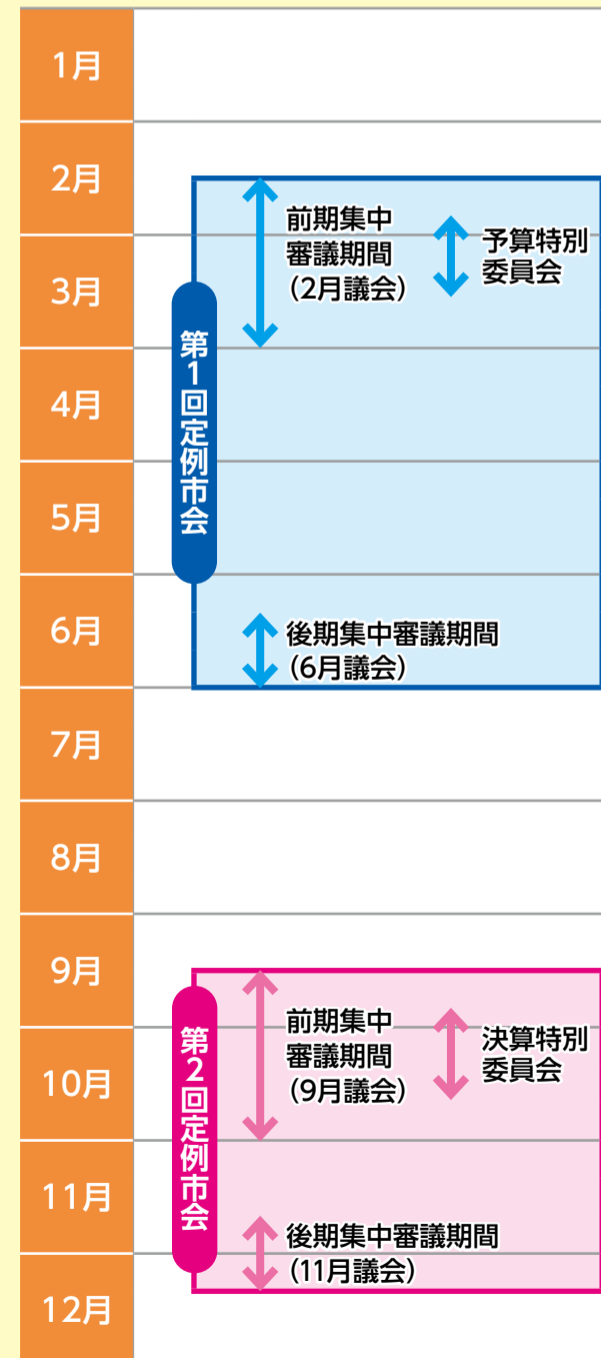 1月
2月
3月
4月
5月
6月
7月
8月
9月
10月
11月
12月
第1回定例市会
前期集中
審議期間
(2月議会)
予算特別
委員会
後期集中審議期間
(6月議会)
第2回定例市会
前期集中
審議期間
(9月議会)
決算特別
委員会
後期集中審議期間
(11月議会)